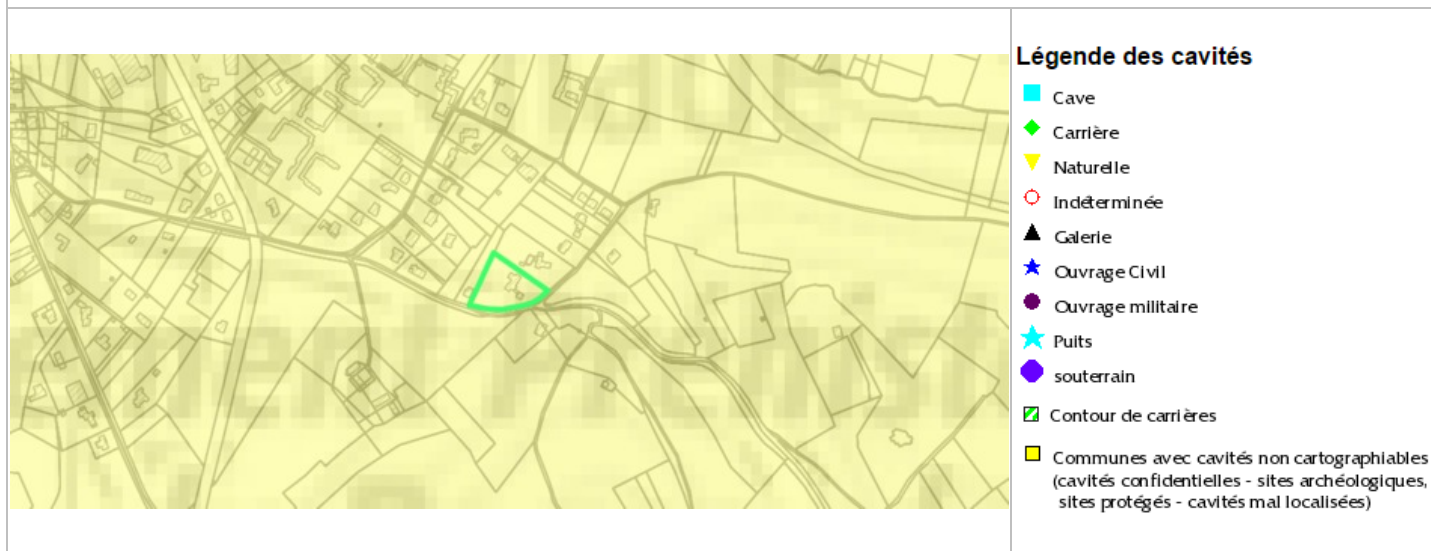 Légende des cavités
Cave
Carrière
Naturelle
Indéterminée
Galerie
Ouvrage Civil
Ouvrage militaire
Puits
souterrain
Contour de carrières
Communes avec cavités non cartographiables
(cavités confidentielles - sites archéologiques,
sites protégés - cavités mal localisées)